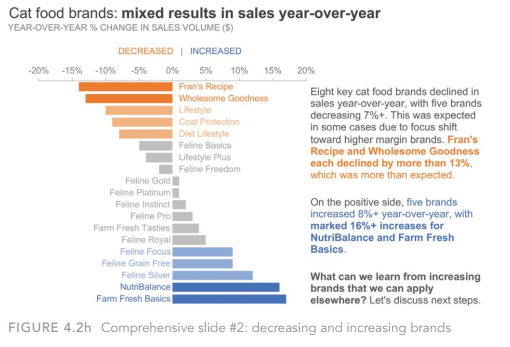 Cat food brands: mixed results in sales year-over-year
YEAR-OVER-YEAR % CHANGE IN SALES VOLUME ($)
DECREASED | INCREASED
-20% -15% -10% -5% 0% 5% 10% 15% 20%
Fran's Recipe
Wholesome Goodness
Lifestyle
Coat Protection
Diet Lifestyle
Feline Basics
Lifestyle Plus
Feline Freedom
Feline Gold
Feline Platinum
Feline Instinct
Feline Pro
Farm Fresh Tasties
Feline Royal
Feline Focus
Feline Grain Free
Feline Silver
NutriBalance
Farm Fresh Basics
Eight key cat food brands declined in
sales year-over-year, with five brands
decreasing 7%+. This was expected
in some cases due to focus shift
toward higher margin brands. Fran's
Recipe and Wholesome Goodness
each declined by more than 13%,
which was more than expected.
On the positive side, five brands
increased 8%+ year-over-year, with
marked 16%+ increases for
NutriBalance and Farm Fresh
Basics.
What can we learn from increasing
brands that we can apply
elsewhere? Let's discuss next steps.
FIGURE 4.2h Comprehensive slide #2: decreasing and increasing brands